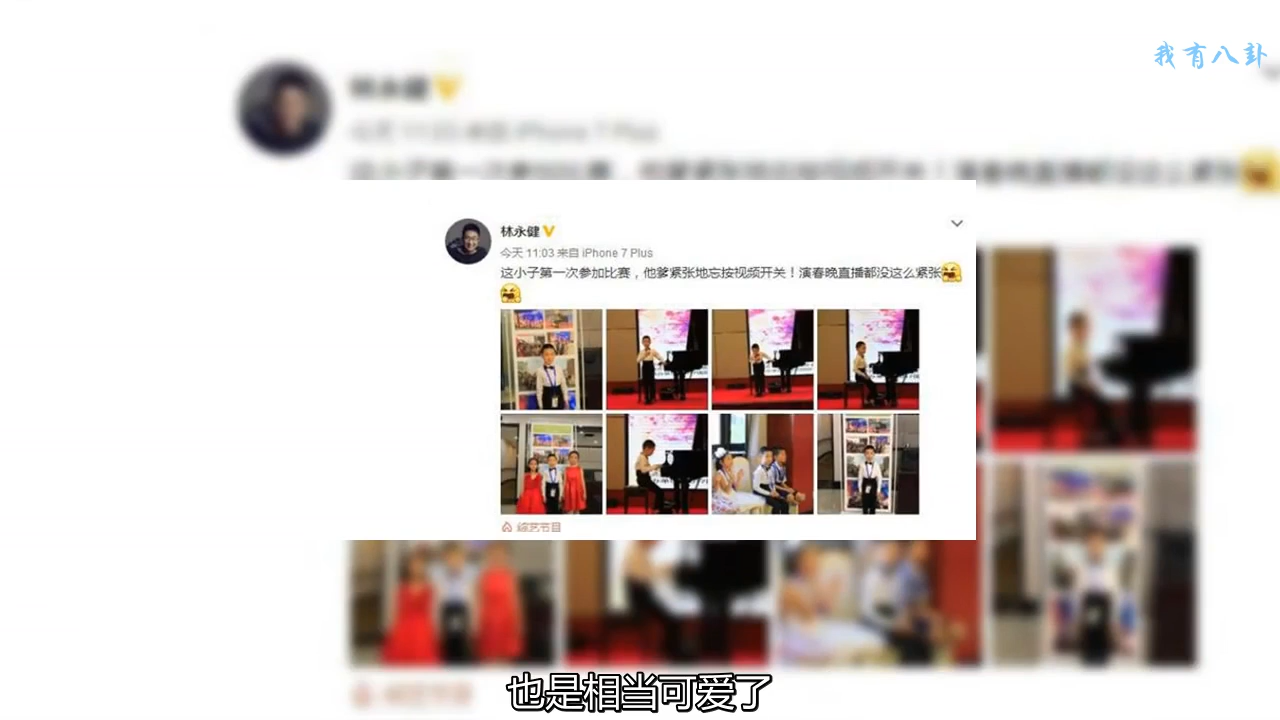 我有八卦
林永健
今天 11:03 来自 iPhone 7 Plus
这小子第一次参加比赛，他爹紧张地忘按视频开关！演春晚直播都没这么紧张
综艺节目
也是相当可爱了